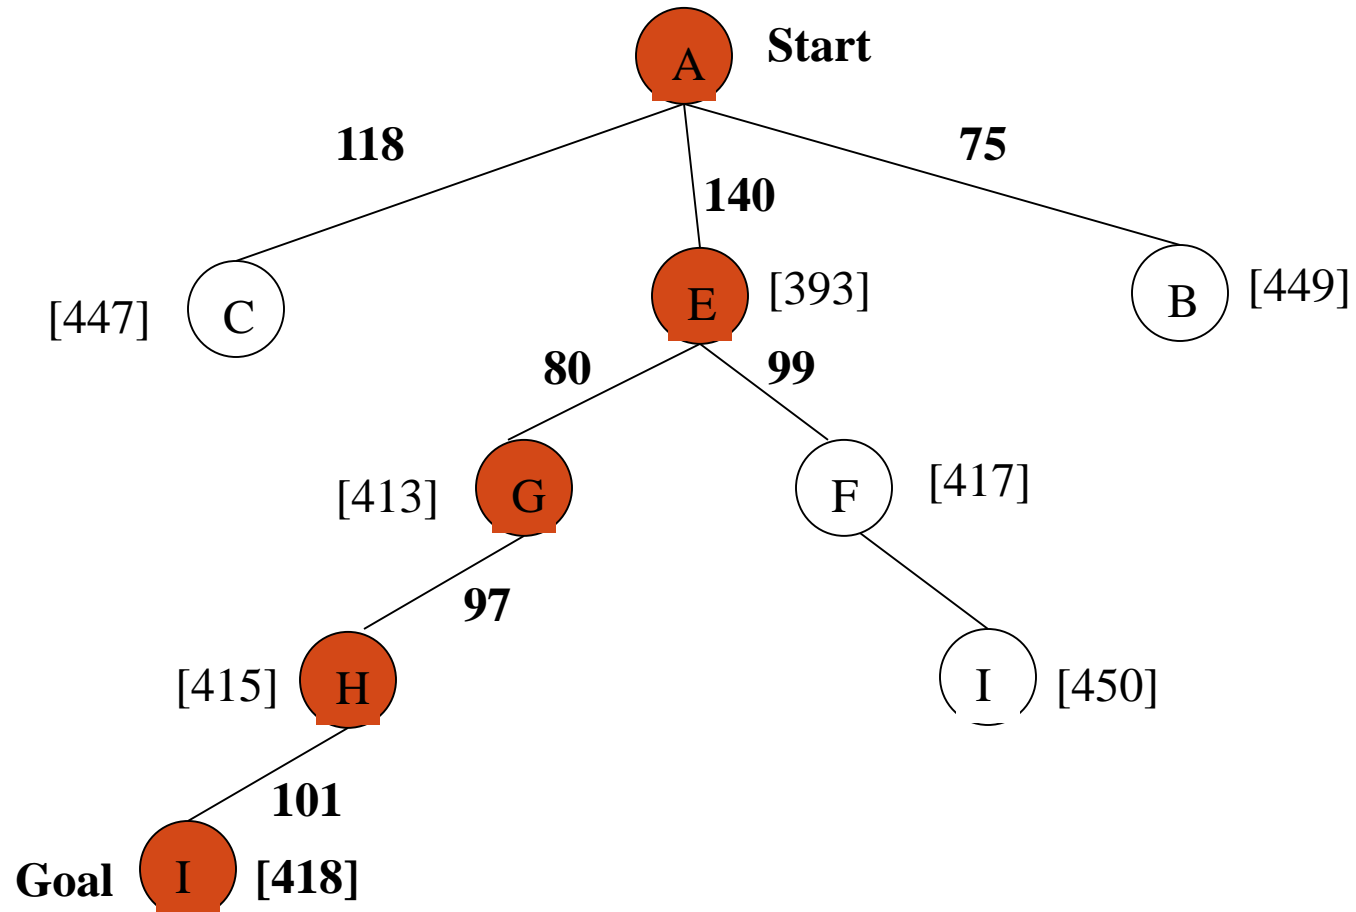 A Start
118
75
140
[447] C
E [393]
B [449]
80
99
[413] G
F [417]
97
[415] H
I [450]
101
Goal I [418]